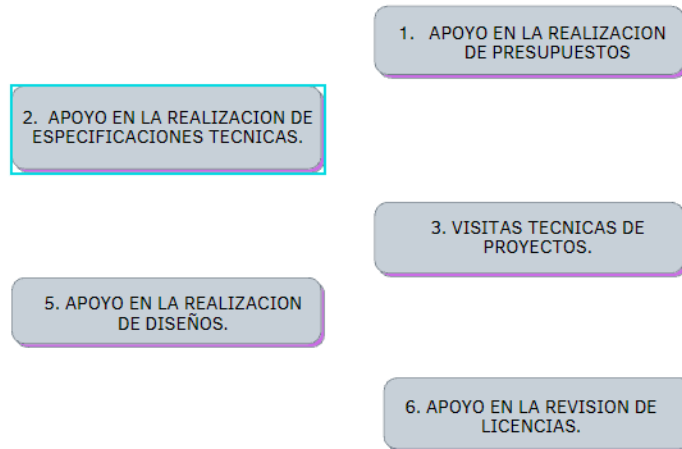 1. APOYO EN LA REALIZACION
DE PRESUPUESTOS
2. APOYO EN LA REALIZACION DE
ESPECIFICACIONES TECNICAS.
3. VISITAS TECNICAS DE
PROYECTOS.
5. APOYO EN LA REALIZACION
DE DISEÑOS.
6. APOYO EN LA REVISION DE
LICENCIAS.